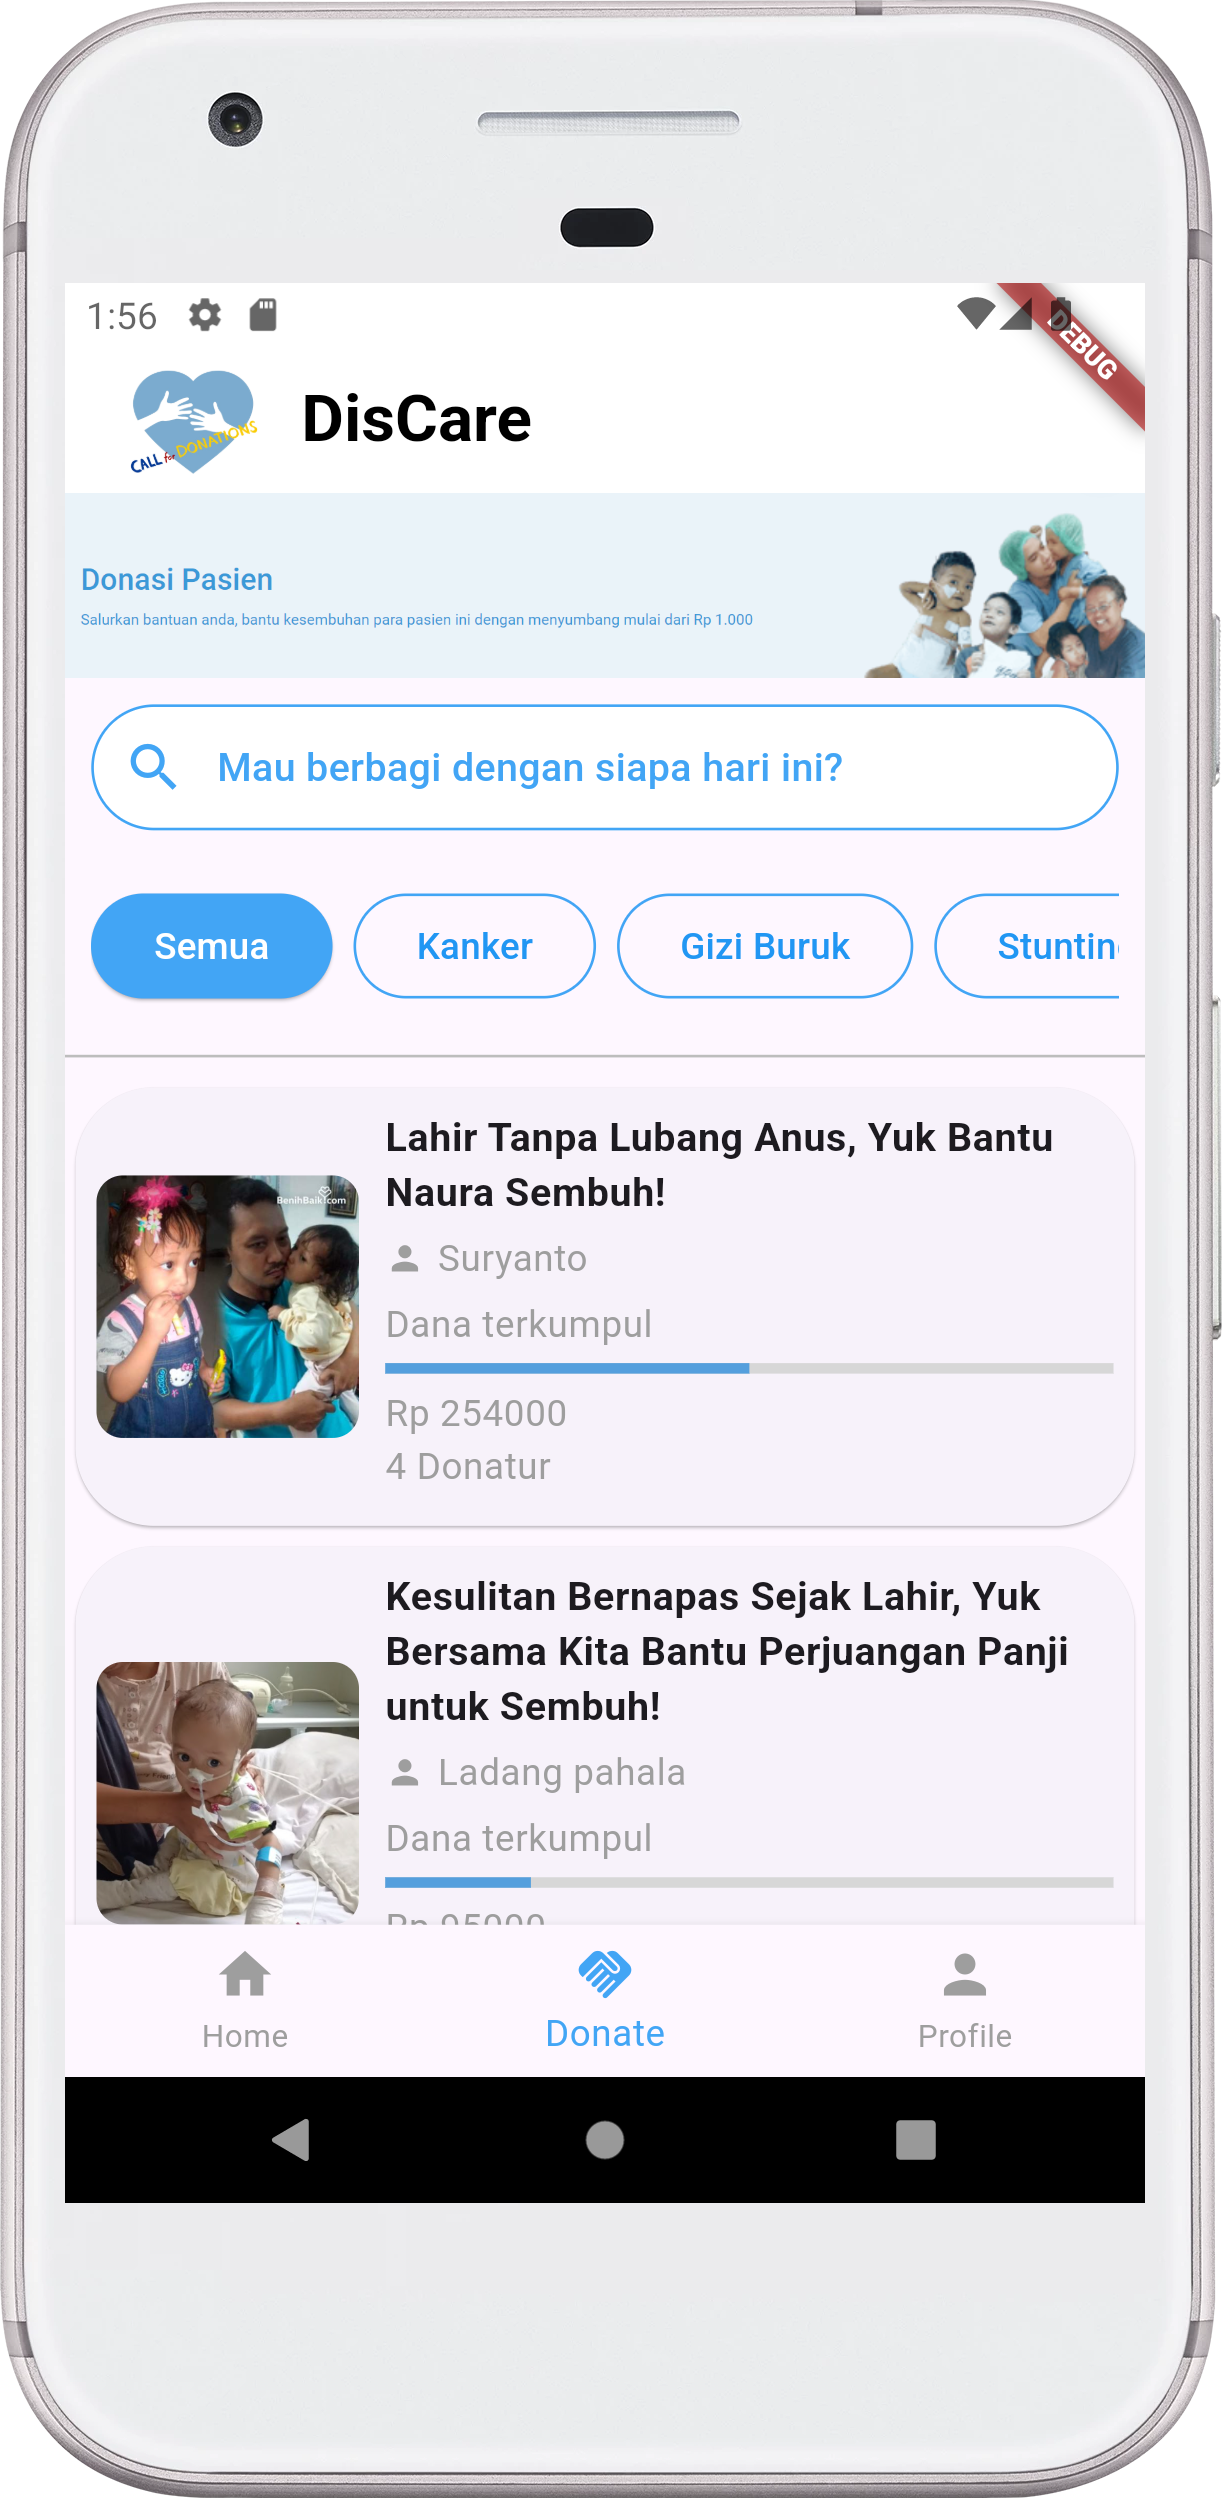 1:56
DEBUG
CALL for DONATIONS
DisCare
Donasi Pasien
Salurkan bantuan anda, bantu kesembuhan para pasien ini dengan menyumbang mulai dari Rp 1.000
Mau berbagi dengan siapa hari ini?
Semua
Kanker
Gizi Buruk
Stuntin
Lahir Tanpa Lubang Anus, Yuk Bantu
Naura Sembuh!
BenihBaik.com
Suryanto
Dana terkumpul
Rp 254000
4 Donatur
Kesulitan Bernapas Sejak Lahir, Yuk
Bersama Kita Bantu Perjuangan Panji
untuk Sembuh!
Ladang pahala
Dana terkumpul
Rp 95000
Home
Donate
Profile